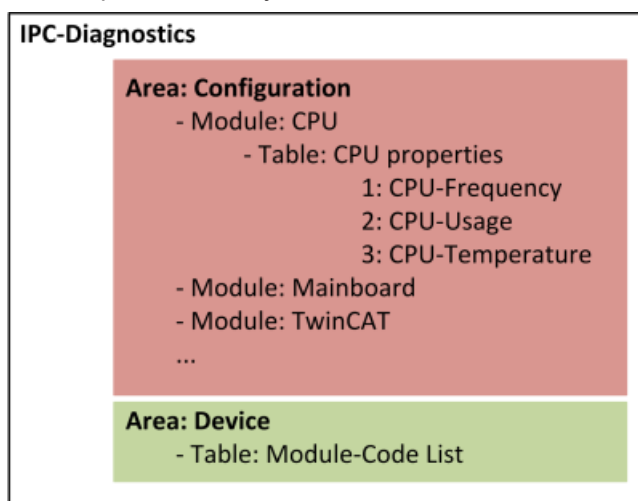 IPC-Diagnostics
Area: Configuration
- Module: CPU
- Table: CPU properties
1: CPU-Frequency
2: CPU-Usage
3: CPU-Temperature
- Module: Mainboard
- Module: TwinCAT
...
Area: Device
- Table: Module-Code List